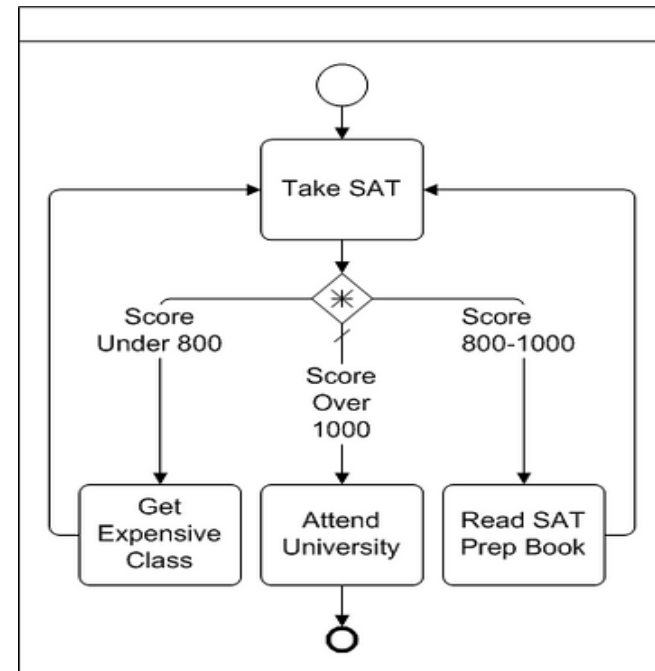 Take SAT
Score
Under 800
Score
Over
1000
Score
800-1000
Get
Expensive
Class
Attend
University
Read SAT
Prep Book